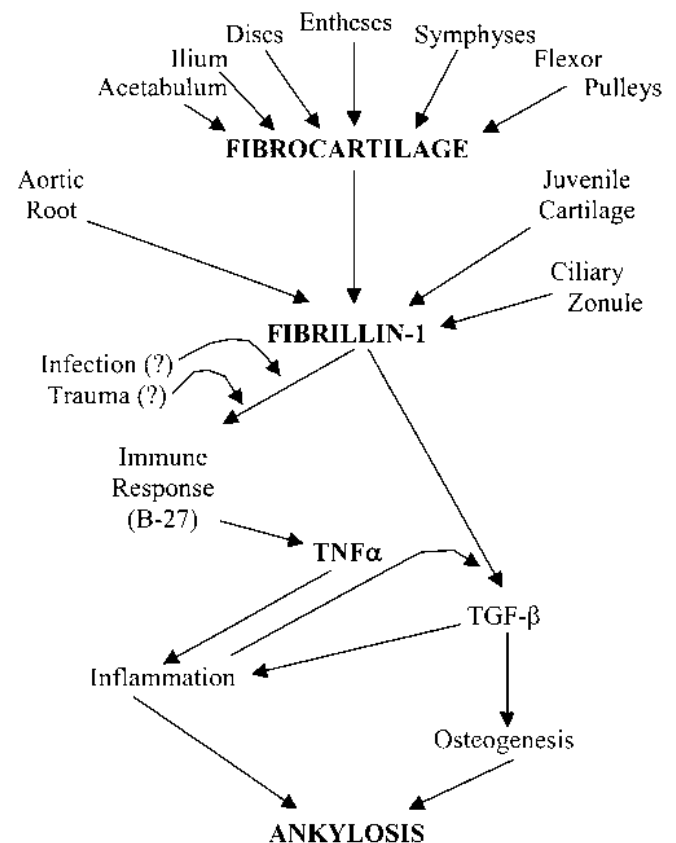 Entheses
Discs
Symphyses
Ilium
Flexor
Acetabulum
Pulleys
FIBROCARTILAGE
Aortic
Root
Juvenile
Cartilage
Ciliary
Zonule
FIBRILLIN-1
Infection (?)
Trauma (?)
Immune
Response
(B-27)
TNFα
TGF-β
Inflammation
Osteogenesis
ANKYLOSIS